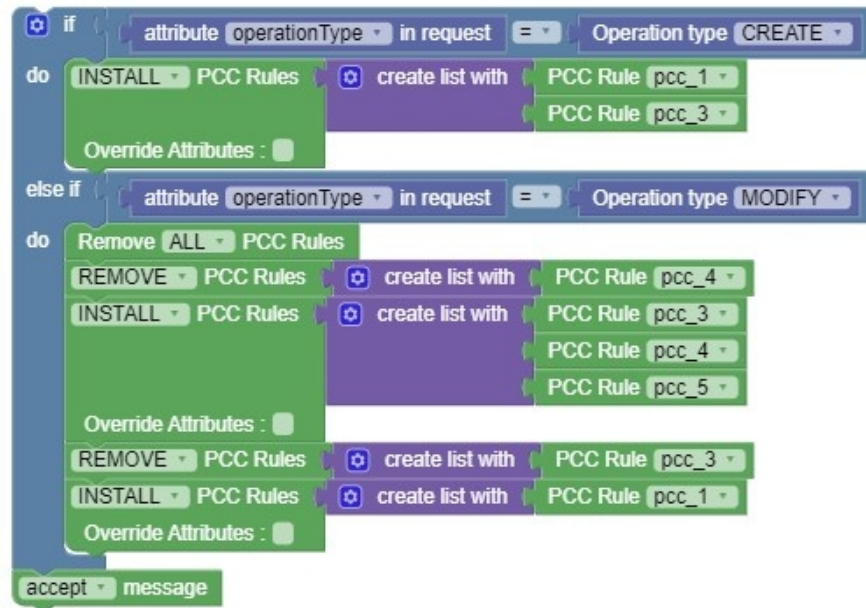 if attribute operationType in request = Operation type CREATE
do INSTALL PCC Rules create list with PCC Rule pcc_1
PCC Rule pcc_3
Override Attributes :
else if attribute operationType in request = Operation type MODIFY
do Remove ALL PCC Rules
REMOVE PCC Rules create list with PCC Rule pcc_4
INSTALL PCC Rules create list with PCC Rule pcc_3
PCC Rule pcc_4
PCC Rule pcc_5
Override Attributes :
REMOVE PCC Rules create list with PCC Rule pcc_3
INSTALL PCC Rules create list with PCC Rule pcc_1
Override Attributes :
accept message